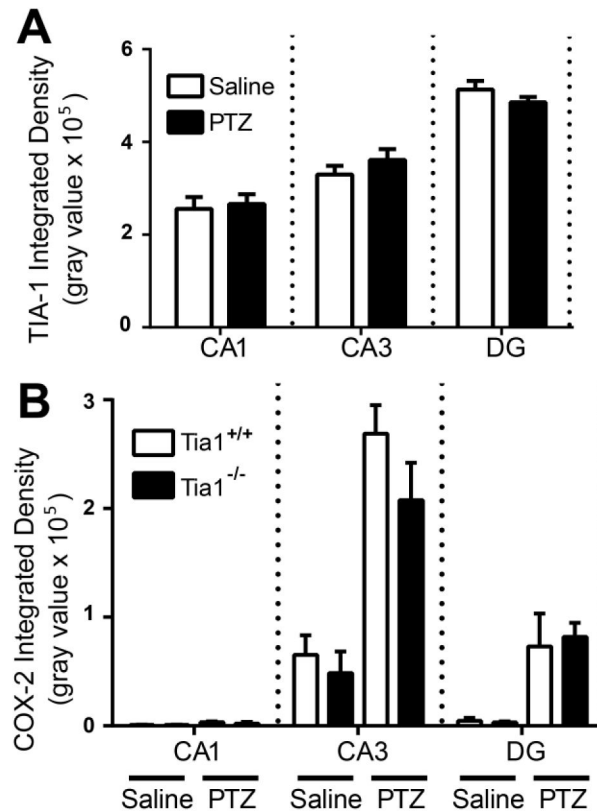 A
TIA-1 Integrated Density
(gray value x 10⁵)
6
4
2
0
Saline
PTZ
CA1 CA3 DG
B
COX-2 Integrated Density
(gray value x 10⁵)
3
2
1
0
Tia1+/+
Tia1-/-
CA1 CA3 DG
Saline PTZ Saline PTZ Saline PTZ